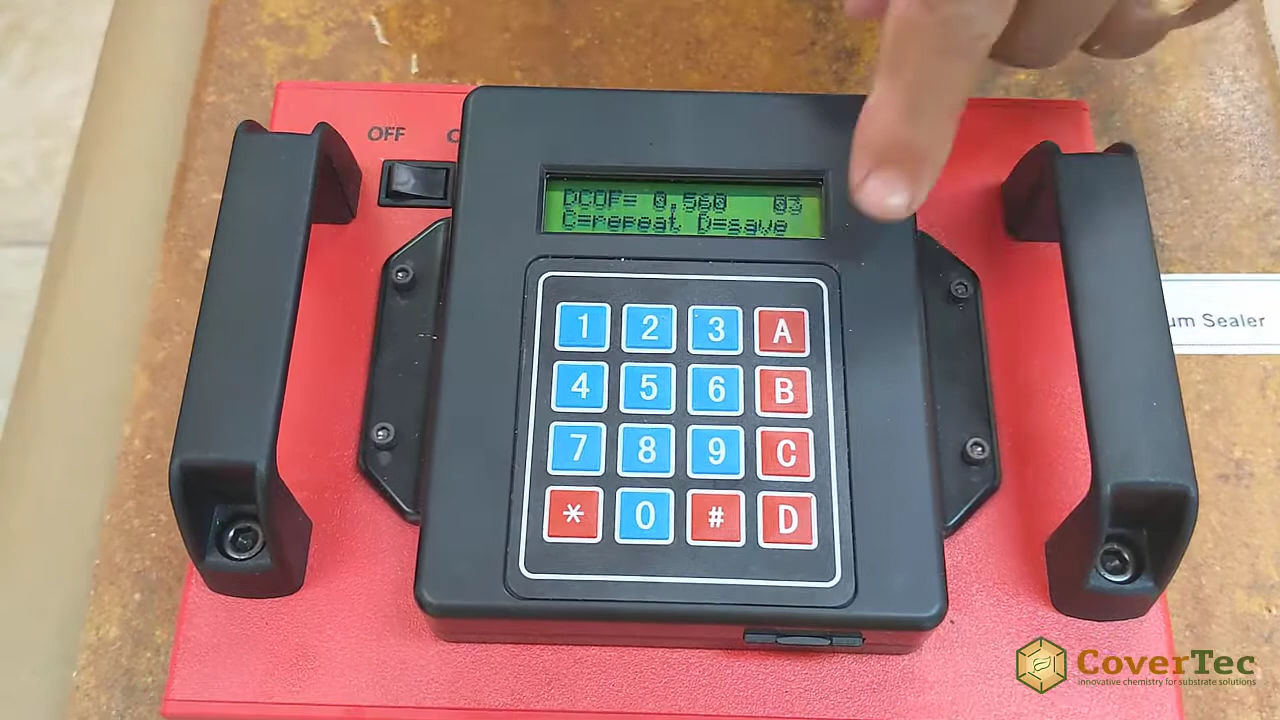 OFF
DCOF= 0.560 03
C=repeat D=save
1 2 3 A
4 5 6 B
7 8 9 C
* 0 # D
Sealer
CoverTec
innovative chemistry for substrate solutions